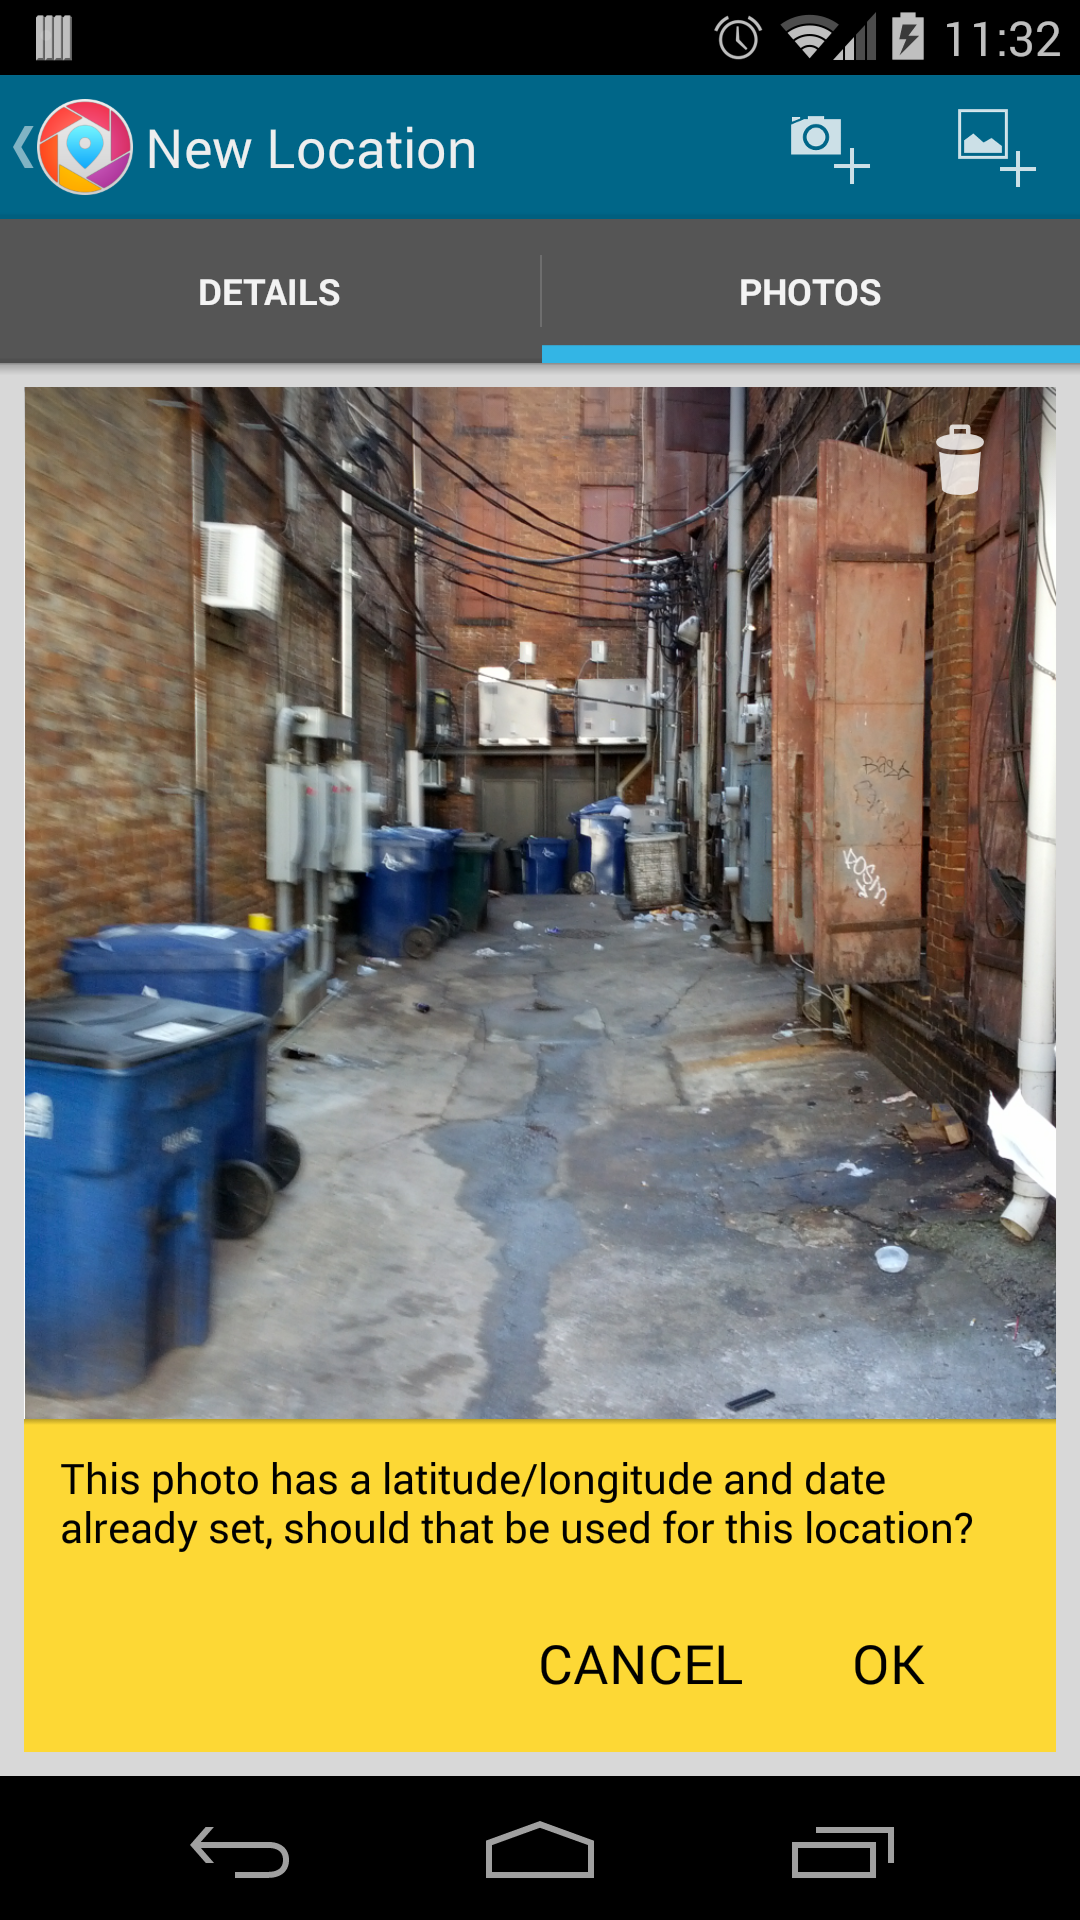 11:32
New Location
DETAILS
PHOTOS
This photo has a latitude/longitude and date
already set, should that be used for this location?
CANCEL
OK